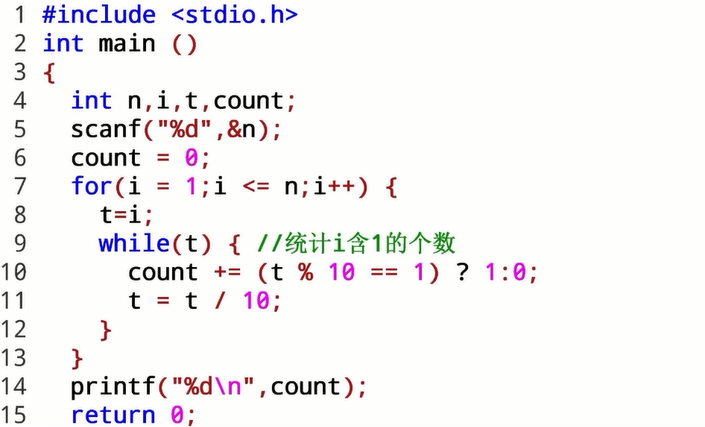 1 #include <stdio.h>
2 int main ()
3 {
4   int n,i,t,count;
5   scanf("%d",&n);
6   count = 0;
7   for(i = 1;i <= n;i++) {
8     t=i;
9     while(t) { //统计i含1的个数
10       count += (t % 10 == 1) ? 1:0;
11       t = t / 10;
12     }
13   }
14   printf("%d\n",count);
15   return 0;